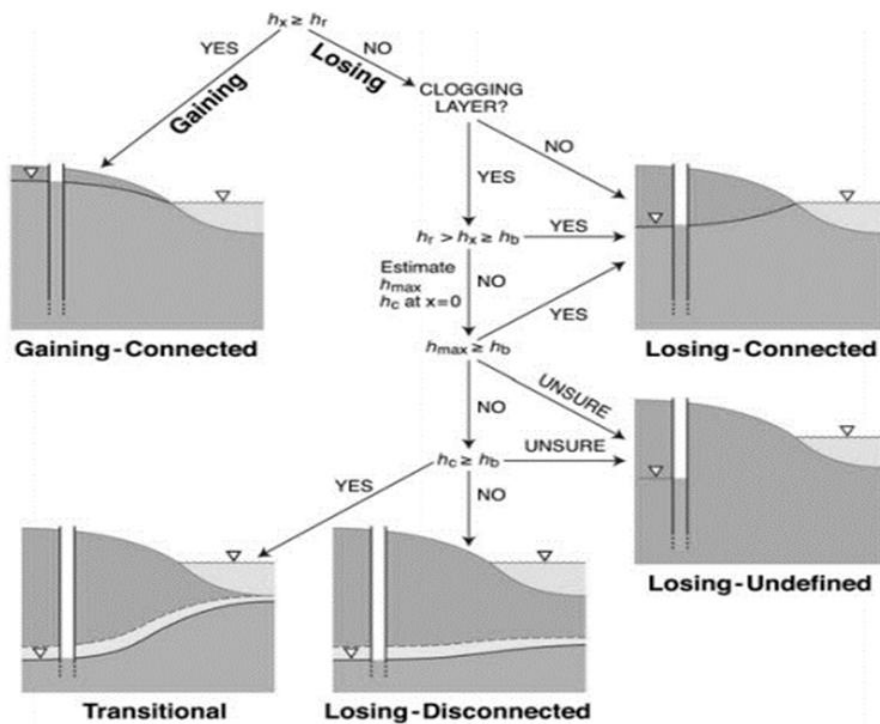 hx ≥ hr
YES
NO
Gaining
Losing
CLOGGING
LAYER?
NO
YES
hr > hx ≥ hb
YES
Estimate
hmax
hc at x=0
NO
YES
Gaining-Connected
hmax ≥ hb
Losing-Connected
UNSURE
NO
UNSURE
hc ≥ hb
YES
NO
Losing-Undefined
Transitional
Losing-Disconnected